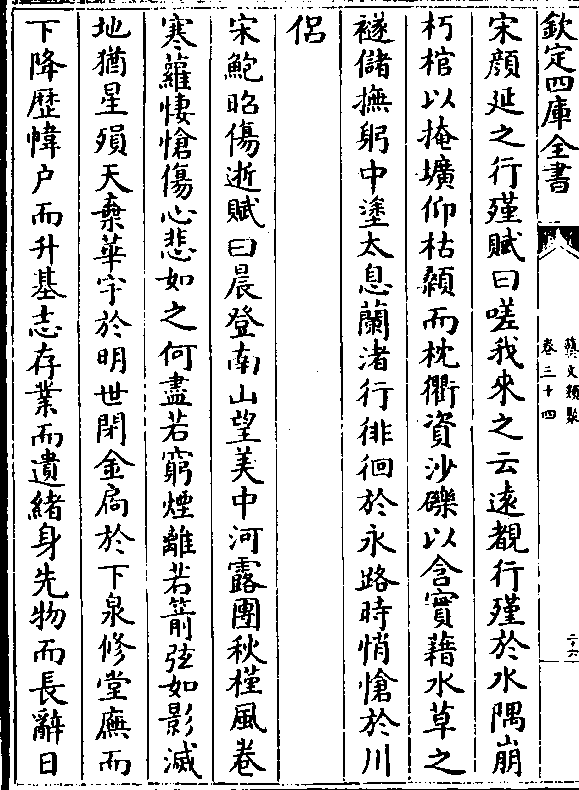 欽定四庫全書
藝文類聚
卷三十四
二十六
宋顔延之行殣賦曰嗟我來之云遠覩行殣於水隅崩
朽棺以掩壙仰枯顙而枕衢資沙礫以含實藉水草之
襚儲撫躬中塗太息蘭渚行徘徊於永路時悄愴於川
侣
宋鮑昭傷逝賦曰晨登南山望美中河露團秋槿風卷
寒蘿悽愴傷心悲如之何盡若窮煙離若箭弦如影滅
地猶星殞天棄華宇於明世閉金扃於下泉修堂廡而
下降歴幃户而升基志存業而遺緒身先物而長辭日